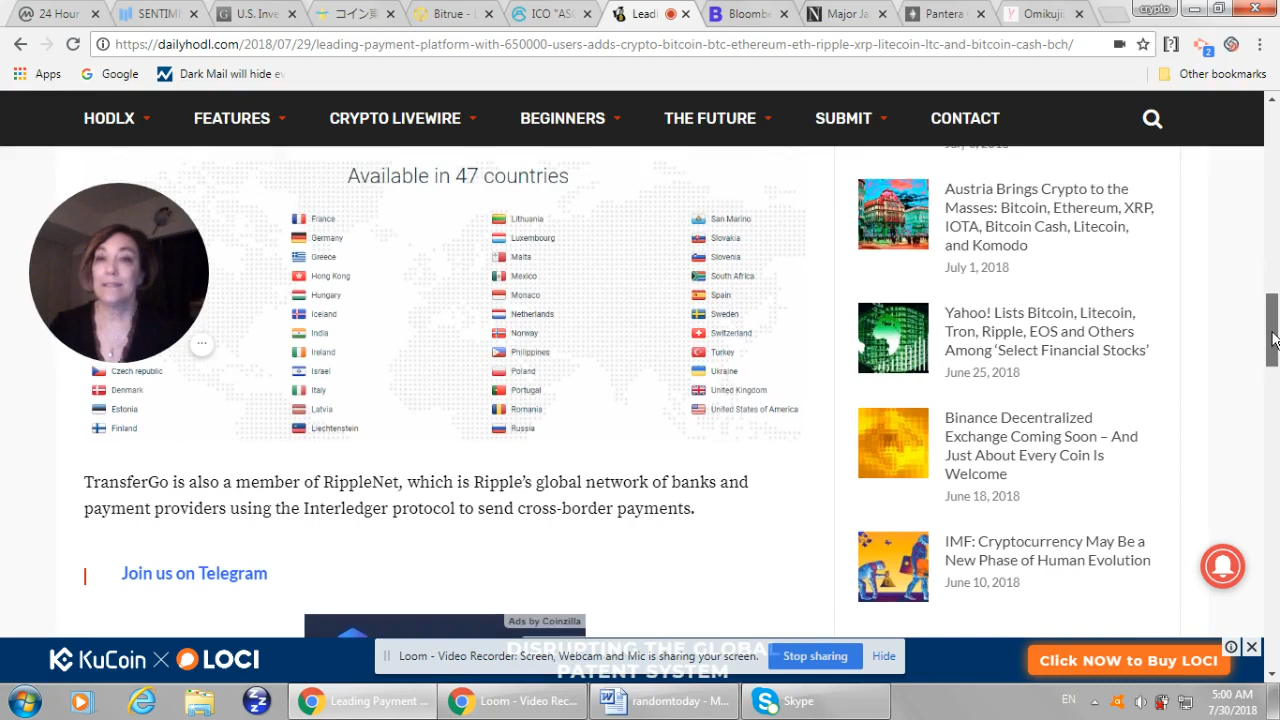 24 Hour
SENTIM
U.S. Inve
コイン
Bitrue -
ICO "AS
Leadi
Bloombe
Major Ja
Pantera
Omikuji
crypto
https://dailyhodl.com/2018/07/29/leading-payment-platform-with-650000-users-adds-crypto-bitcoin-btc-ethereum-eth-ripple-xrp-litecoin-ltc-and-bitcoin-cash-bch/
2
Apps
Google
Dark Mail will hide ev
Other bookmarks
HODLX
FEATURES
CRYPTO LIVEWIRE
BEGINNERS
THE FUTURE
SUBMIT
CONTACT
Available in 47 countries
Czech republic
Denmark
Estonia
Finland
France
Germany
Greece
Hong Kong
Hungary
Iceland
India
Ireland
Israel
Italy
Latvia
Liechtenstein
Lithuania
Luxembourg
Malta
Mexico
Monaco
Netherlands
Norway
Philippines
Poland
Portugal
Romania
Russia
San Marino
Slovakia
Slovenia
South Africa
Spain
Sweden
Switzerland
Turkey
Ukraine
United Kingdom
United States of America
TransferGo is also a member of RippleNet, which is Ripple's global network of banks and
payment providers using the Interledger protocol to send cross-border payments.
Join us on Telegram
Ads by Coinzilla
Austria Brings Crypto to the
Masses: Bitcoin, Ethereum, XRP,
IOTA, Bitcoin Cash, Litecoin,
and Komodo
July 1, 2018
Yahoo! Lists Bitcoin, Litecoin,
Tron, Ripple, EOS and Others
Among 'Select Financial Stocks'
June 25, 2018
Binance Decentralized
Exchange Coming Soon – And
Just About Every Coin Is
Welcome
June 18, 2018
IMF: Cryptocurrency May Be a
New Phase of Human Evolution
June 10, 2018
KuCoin × LOCI
DISRUPTING THE GLOBAL
PATENT SYSTEM
Loom - Video Recorder: Screen, Webcam and Mic is sharing your screen.
Stop sharing
Hide
Click NOW to Buy LOCI
Leading Payment ...
Loom - Video Rec...
randomtoday - M...
Skype
EN
5:00 AM
7/30/2018